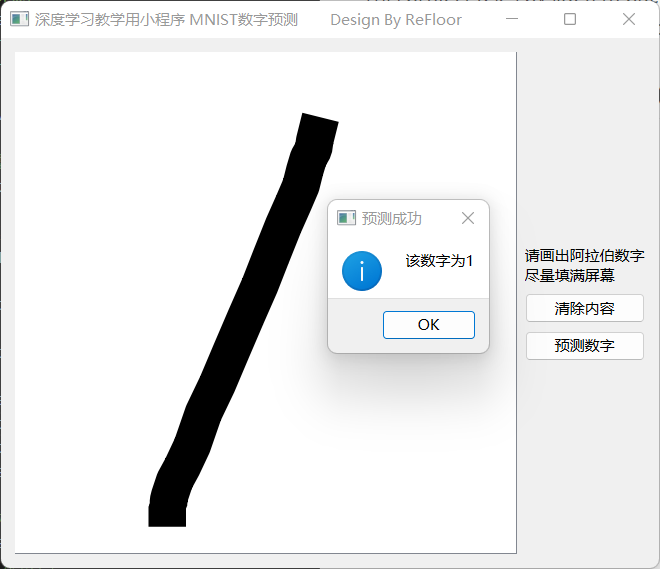 深度学习教学用小程序 MNIST数字预测 Design By ReFloor
预测成功
该数字为1
OK
请画出阿拉伯数字
尽量填满屏幕
清除内容
预测数字